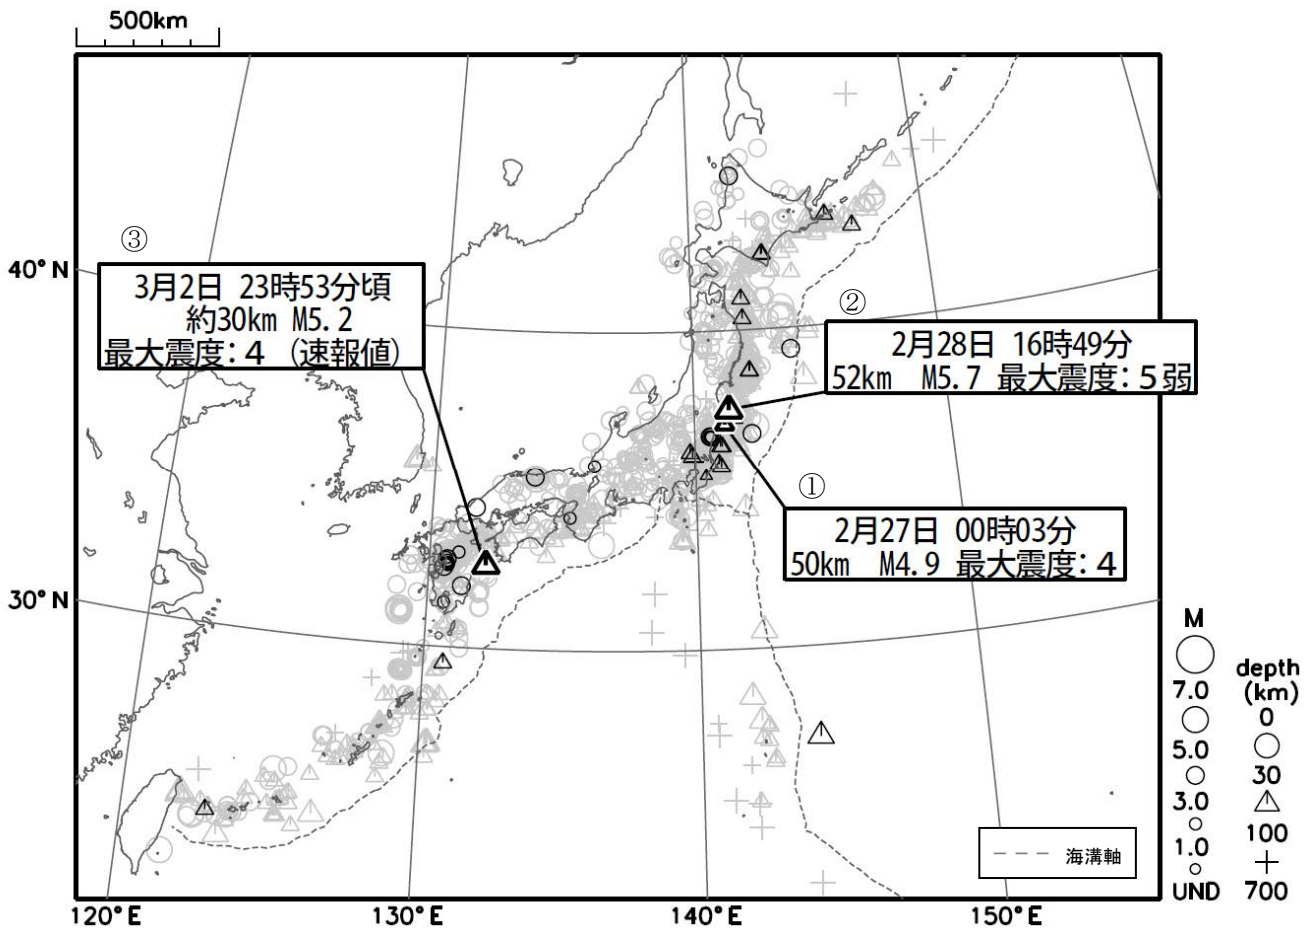 500km
③
3月2日 23時53分頃
約30km M5.2
最大震度：4 （速報値）
②
2月28日 16時49分
52km M5.7 最大震度：5弱
①
2月27日 00時03分
50km M4.9 最大震度：4
40°N
30°N
120°E
130°E
140°E
150°E
海溝軸
M
7.0
5.0
3.0
1.0
UND
depth
(km)
0
30
100
700